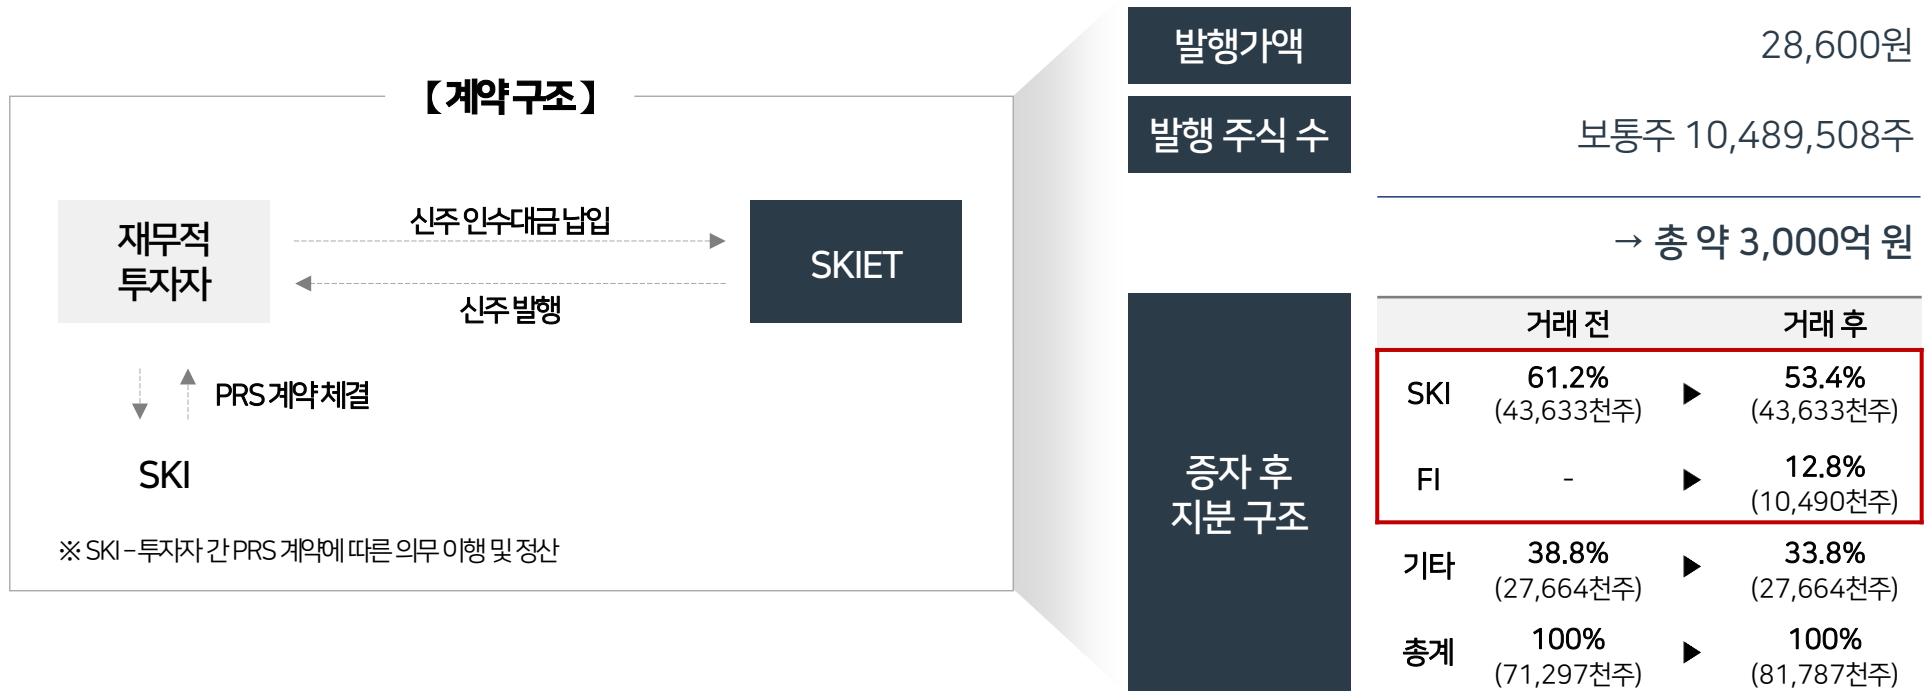 【 계약 구조 】
재무적
투자자
신주 인수대금 납입
신주 발행
SKIET
PRS 계약 체결
SKI
※ SKI – 투자자 간 PRS 계약에 따른 의무 이행 및 정산
발행가액
28,600원
발행 주식 수
보통주 10,489,508주
→ 총 약 3,000억 원
증자 후
지분 구조
거래 전 거래 후
SKI 61.2% ▶ 53.4%
(43,633천주) (43,633천주)
FI - ▶ 12.8%
(10,490천주)
기타 38.8% ▶ 33.8%
(27,664천주) (27,664천주)
총계 100% ▶ 100%
(71,297천주) (81,787천주)